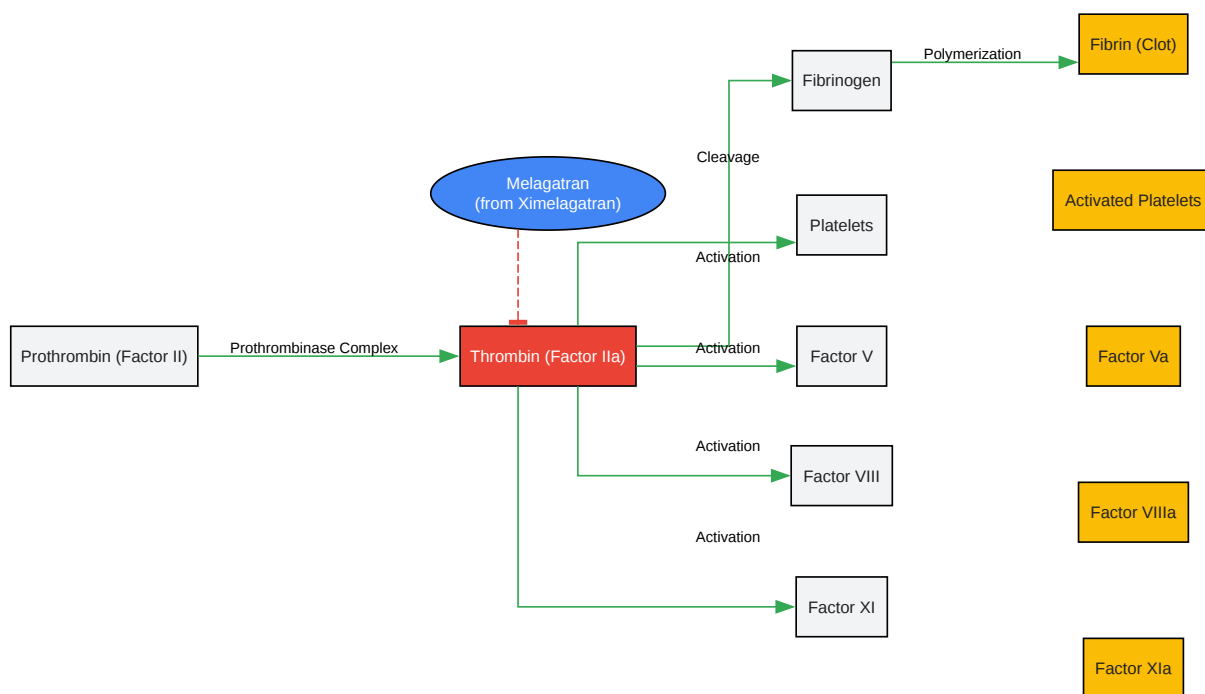 Fibrin (Clot)
Polymerization
Fibrinogen
Cleavage
Melagatran
(from Ximelagatran)
Activated Platelets
Platelets
Activation
Prothrombin (Factor II)
Prothrombinase Complex
Thrombin (Factor IIa)
Activation
Factor V
Factor Va
Activation
Factor VIII
Factor VIIIa
Activation
Factor XI
Factor XIa